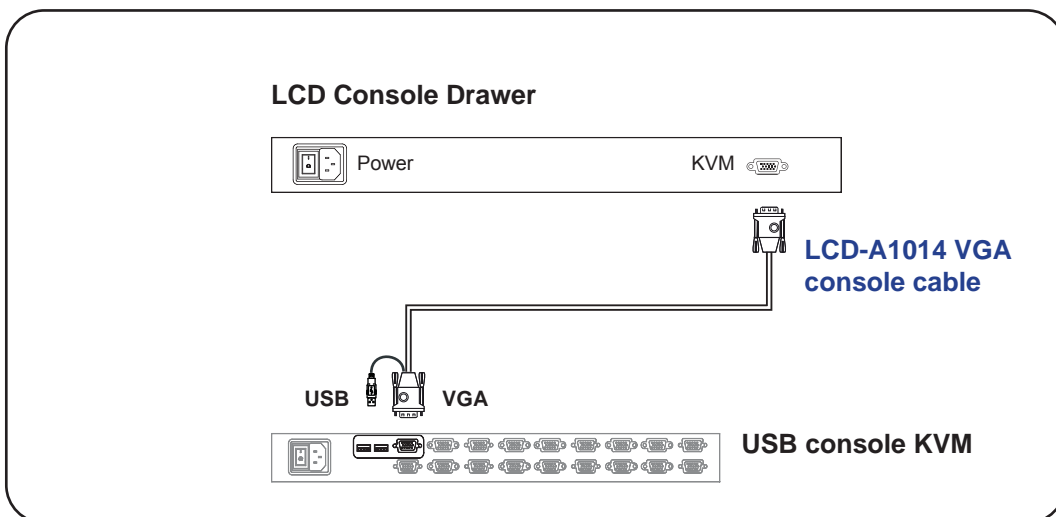 LCD Console Drawer
Power
KVM
LCD-A1014 VGA
console cable
USB
VGA
USB console KVM